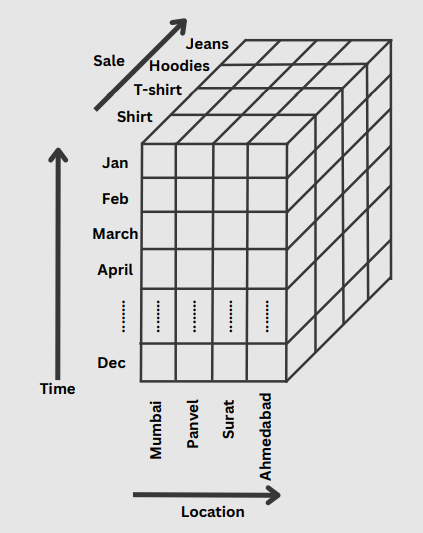 Jeans
Sale
Hoodies
T-shirt
Shirt
Jan
Feb
March
April
........ ........ ........ ........ ........
Dec
Time
Mumbai
Panvel
Surat
Ahmedabad
Location